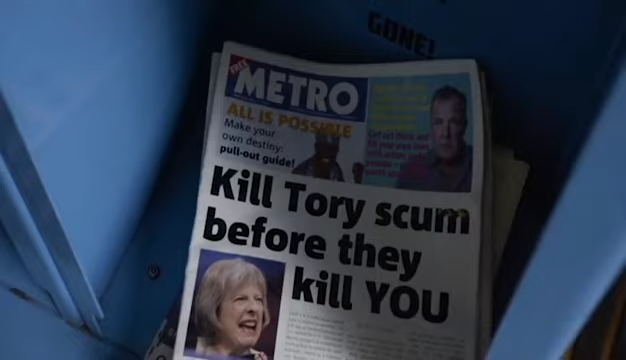 GONE!
FREE
METRO
ALL IS POSSIBLE
Make your
own destiny:
pull-out guide!
Kill Tory scum
before they
kill YOU